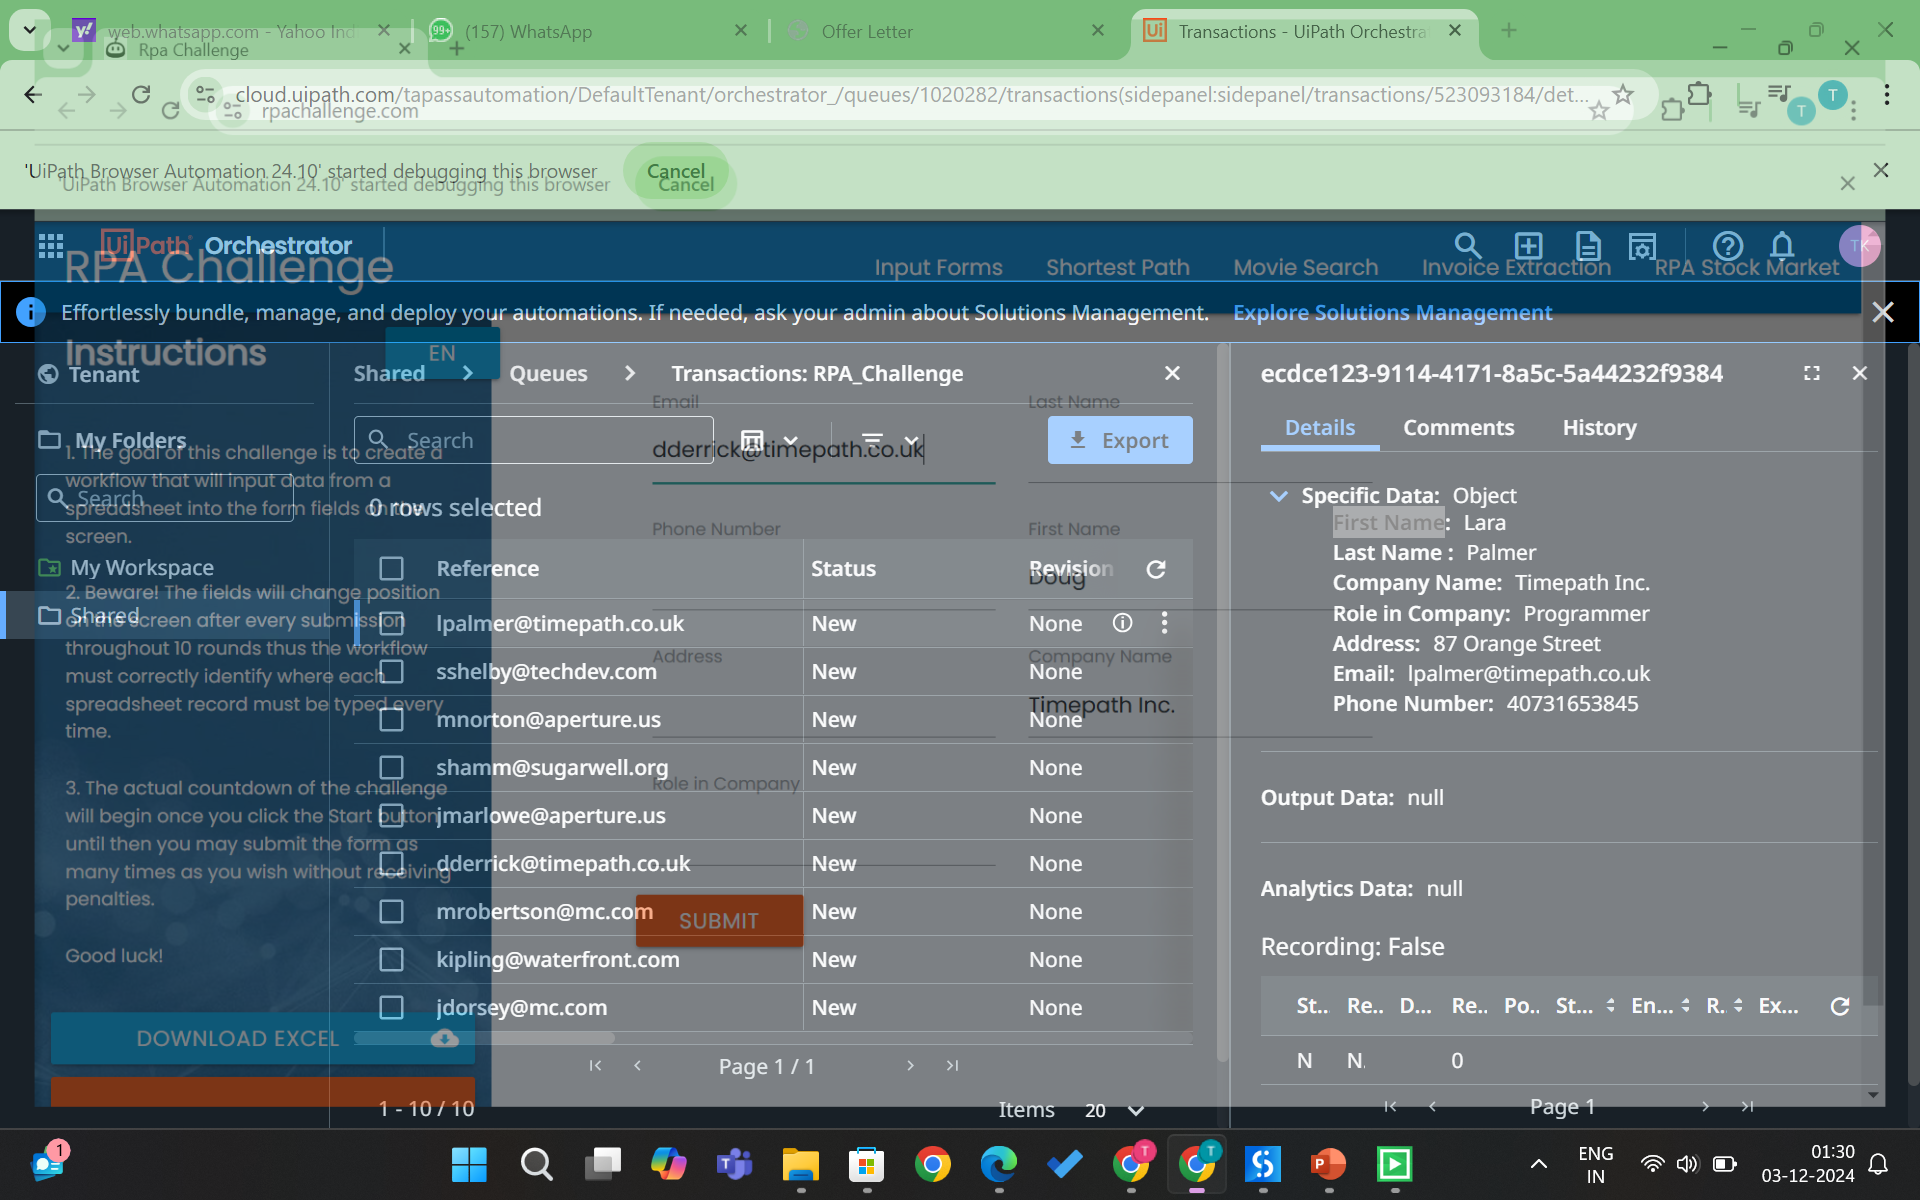 web.whatsapp.com - Yahoo Ind
(157) WhatsApp
Offer Letter
Transactions - UiPath Orchestra
Rpa Challenge
cloud.uipath.com/tapassautomation/DefaultTenant/orchestrator_/queues/1020282/transactions(sidepanel:sidepanel/transactions/523093184/det...
rpachallenge.com
'UiPath Browser Automation 24.10' started debugging this browser
Cancel
'UiPath Browser Automation 24.10' started debugging this browser
Cancel
UiPath Orchestrator
TK
RPA Challenge
Input Forms
Shortest Path
Movie Search
Invoice Extraction
RPA Stock Market
Effortlessly bundle, manage, and deploy your automations. If needed, ask your admin about Solutions Management. Explore Solutions Management
Instructions
EN
Tenant
My Folders
Search
My Workspace
Shared
1. The goal of this challenge is to create a
workflow that will input data from a
spreadsheet into the form fields on the
screen.
2. Beware! The fields will change position
on the screen after every submission
throughout 10 rounds thus the workflow
must correctly identify where each
spreadsheet record must be typed every
time.
3. The actual countdown of the challenge
will begin once you click the Start button
until then you may submit the form as
many times as you wish without receiving
penalties.
Good luck!
DOWNLOAD EXCEL
Shared > Queues > Transactions: RPA_Challenge
Search
Export
0 rows selected
Reference Status Revision
lpalmer@timepath.co.uk New None
sshelby@techdev.com New None
mnorton@aperture.us New None
shamm@sugarwell.org New None
jmarlowe@aperture.us New None
dderrick@timepath.co.uk New None
mrobertson@mc.com New None
kipling@waterfront.com New None
jdorsey@mc.com New None
Page 1 / 1
1 - 10 / 10
Items 20
Email
dderrick@timepath.co.uk
Last Name
Phone Number
First Name
Doug
Address
Company Name
Timepath Inc.
Role in Company
SUBMIT
ecdce123-9114-4171-8a5c-5a44232f9384
Details Comments History
Specific Data: Object
First Name: Lara
Last Name : Palmer
Company Name: Timepath Inc.
Role in Company: Programmer
Address: 87 Orange Street
Email: lpalmer@timepath.co.uk
Phone Number: 40731653845
Output Data: null
Analytics Data: null
Recording: False
St.. Re.. D... Re.. Po.. St... En... R. Ex...
N N. 0
Page 1
1
ENG
IN
01:30
03-12-2024